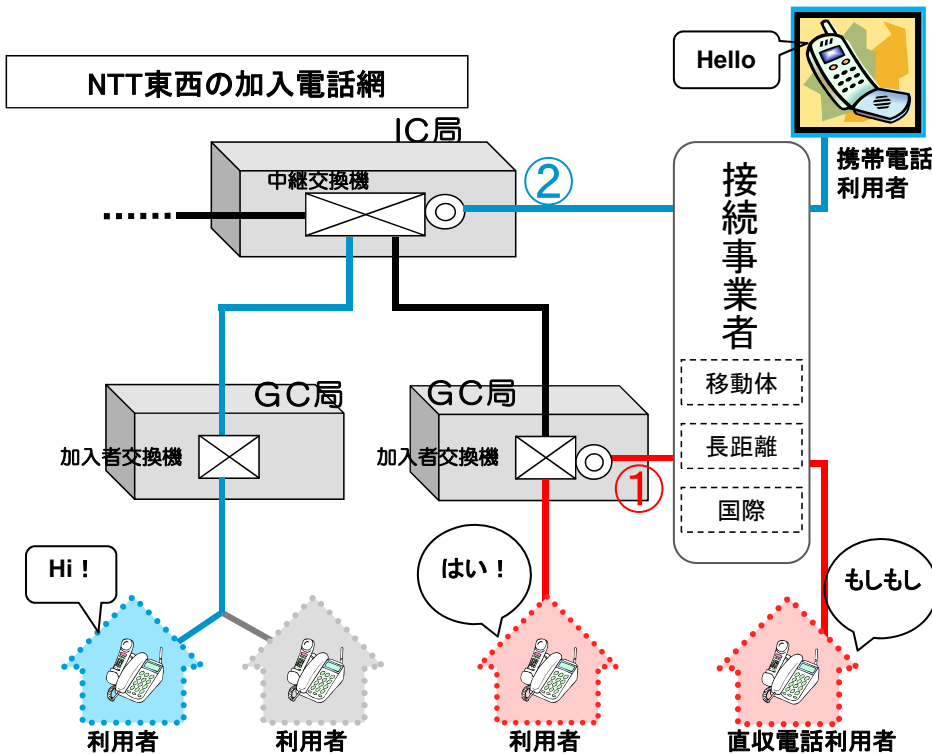 Hello
NTT東西の加入電話網
IC局
携帯電話
利用者
中継交換機
②
接続事業者
移動体
長距離
国際
GC局
加入者交換機
GC局
加入者交換機
①
Hi！
はい！
もしもし
利用者
利用者
利用者
直収電話利用者